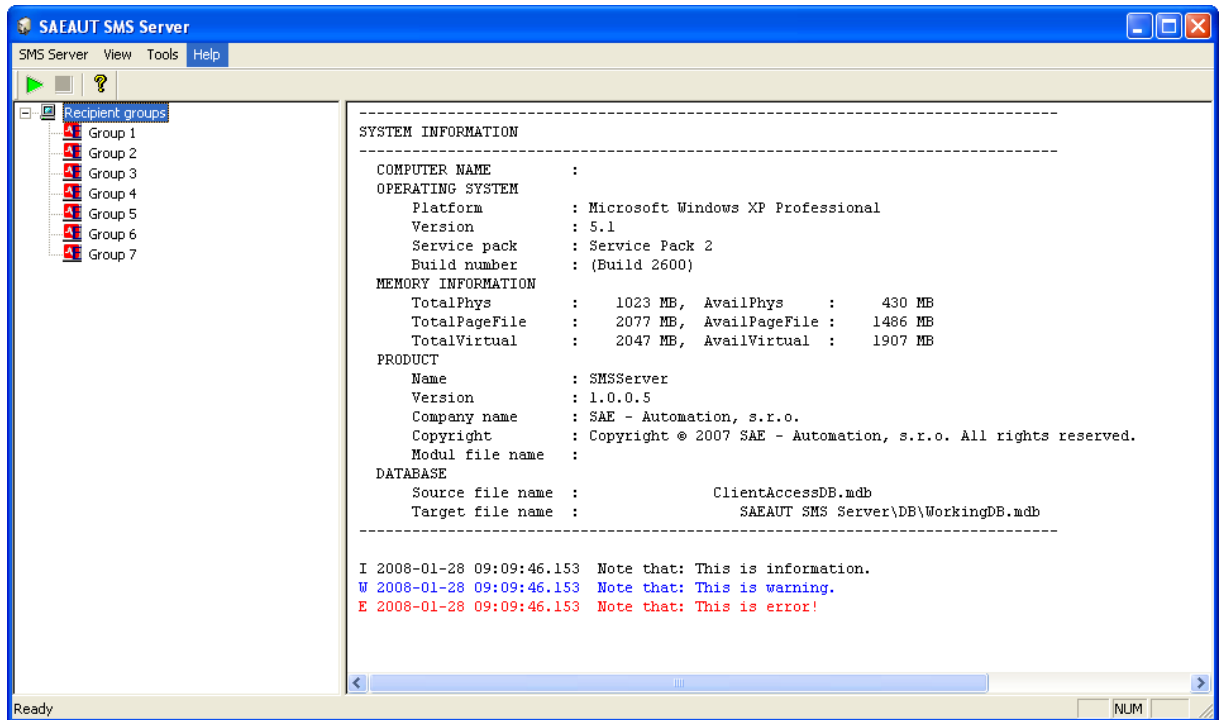 SAEAUT SMS Server
SMS Server View Tools Help
Recipient groups
Group 1
Group 2
Group 3
Group 4
Group 5
Group 6
Group 7
--------------------------------------------------------------------------------
SYSTEM INFORMATION
--------------------------------------------------------------------------------
COMPUTER NAME :
OPERATING SYSTEM
Platform : Microsoft Windows XP Professional
Version : 5.1
Service pack : Service Pack 2
Build number : (Build 2600)
MEMORY INFORMATION
TotalPhys : 1023 MB, AvailPhys : 430 MB
TotalPageFile : 2077 MB, AvailPageFile : 1486 MB
TotalVirtual : 2047 MB, AvailVirtual : 1907 MB
PRODUCT
Name : SMSServer
Version : 1.0.0.5
Company name : SAE - Automation, s.r.o.
Copyright : Copyright © 2007 SAE - Automation, s.r.o. All rights reserved.
Modul file name :
DATABASE
Source file name : ClientAccessDB.mdb
Target file name : SAEAUT SMS Server\DB\WorkingDB.mdb
--------------------------------------------------------------------------------
I 2008-01-28 09:09:46.153 Note that: This is information.
W 2008-01-28 09:09:46.153 Note that: This is warning.
E 2008-01-28 09:09:46.153 Note that: This is error!
Ready
NUM